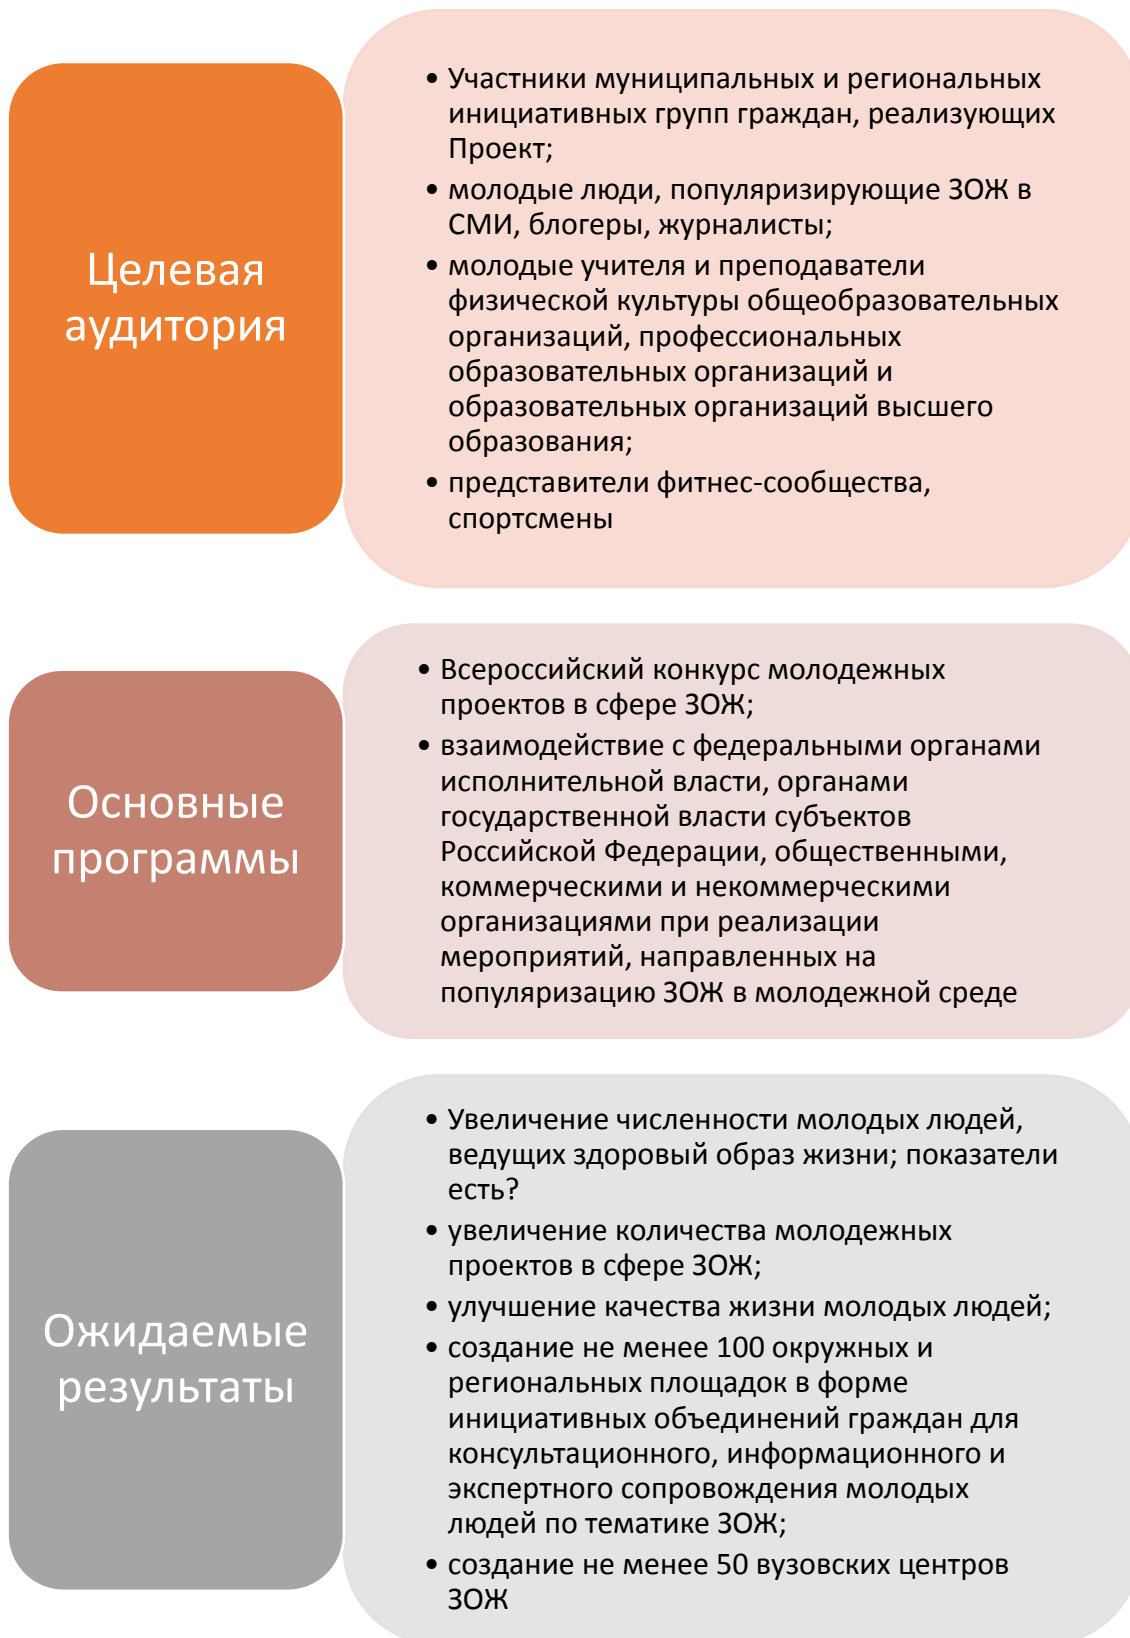 Целевая
аудитория
• Участники муниципальных и региональных
инициативных групп граждан, реализующих
Проект;
• молодые люди, популяризирующие ЗОЖ в
СМИ, блогеры, журналисты;
• молодые учителя и преподаватели
физической культуры общеобразовательных
организаций, профессиональных
образовательных организаций и
образовательных организаций высшего
образования;
• представители фитнес-сообщества,
спортсмены
Основные
программы
• Всероссийский конкурс молодежных
проектов в сфере ЗОЖ;
• взаимодействие с федеральными органами
исполнительной власти, органами
государственной власти субъектов
Российской Федерации, общественными,
коммерческими и некоммерческими
организациями при реализации
мероприятий, направленных на
популяризацию ЗОЖ в молодежной среде
Ожидаемые
результаты
• Увеличение численности молодых людей,
ведущих здоровый образ жизни; показатели
есть?
• увеличение количества молодежных
проектов в сфере ЗОЖ;
• улучшение качества жизни молодых людей;
• создание не менее 100 окружных и
региональных площадок в форме
инициативных объединений граждан для
консультационного, информационного и
экспертного сопровождения молодых
людей по тематике ЗОЖ;
• создание не менее 50 вузовских центров
ЗОЖ